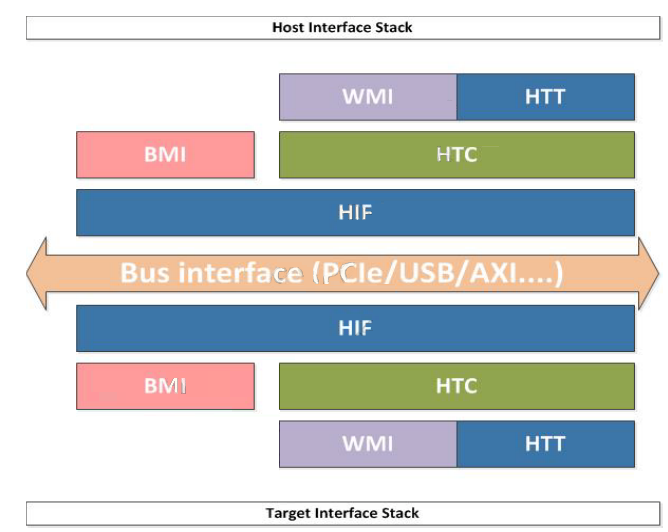 Host Interface Stack
WMI HTT
BMI HTC
HIF
Bus interface (PCIe/USB/AXI....)
HIF
BMI HTC
WMI HTT
Target Interface Stack